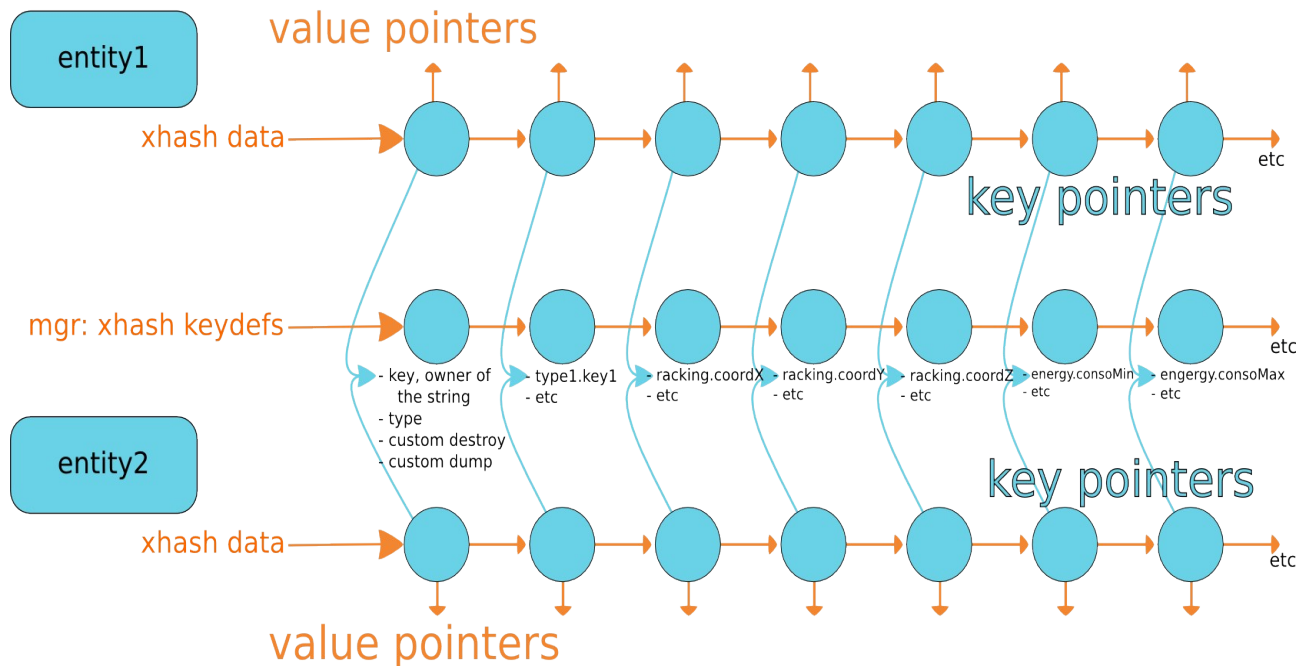 value pointers
entity1
xhash data
etc
key pointers
mgr: xhash keydefs
etc
- key, owner of
the string
- type
- custom destroy
- custom dump
- type1.key1
- etc
- racking.coordX
- etc
- racking.coordY
- etc
- racking.coordZ
- etc
- energy.consoMin
- etc
- engergy.consoMax
- etc
entity2
key pointers
xhash data
etc
value pointers